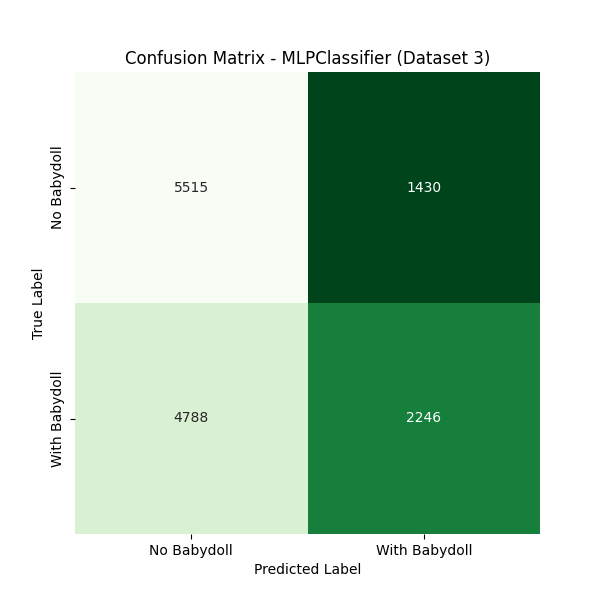 Confusion Matrix - MLPClassifier (Dataset 3)
True Label
No Babydoll
5515
1430
With Babydoll
4788
2246
No Babydoll
With Babydoll
Predicted Label